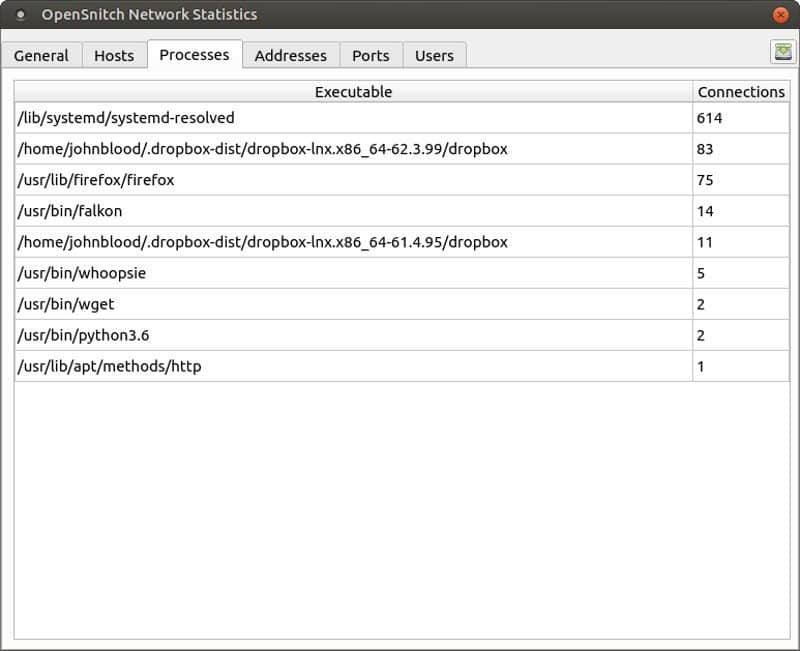 OpenSnitch Network Statistics
General Hosts Processes Addresses Ports Users
Executable Connections
/lib/systemd/systemd-resolved 614
/home/johnblood/.dropbox-dist/dropbox-lnx.x86_64-62.3.99/dropbox 83
/usr/lib/firefox/firefox 75
/usr/bin/falkon 14
/home/johnblood/.dropbox-dist/dropbox-lnx.x86_64-61.4.95/dropbox 11
/usr/bin/whoopsie 5
/usr/bin/wget 2
/usr/bin/python3.6 2
/usr/lib/apt/methods/http 1